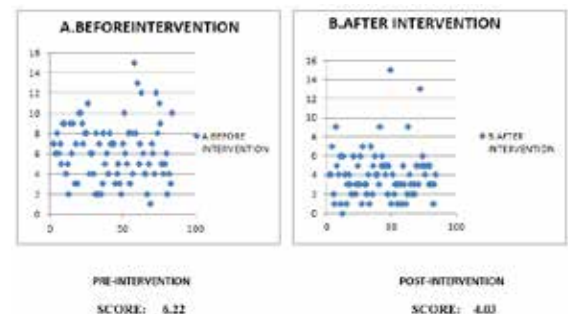 A.BEFOREINTERVENTION
16
14
12
10
8
6
4
2
0
0
50
100
A.BEFORE
INTERVENTION
B.AFTER INTERVENTION
16
14
12
10
8
6
4
2
0
0
50
100
B.AFTER
INTERVENTION
PRE-INTERVENTION
SCORE: 6.22
POST-INTERVENTION
SCORE: 4.03